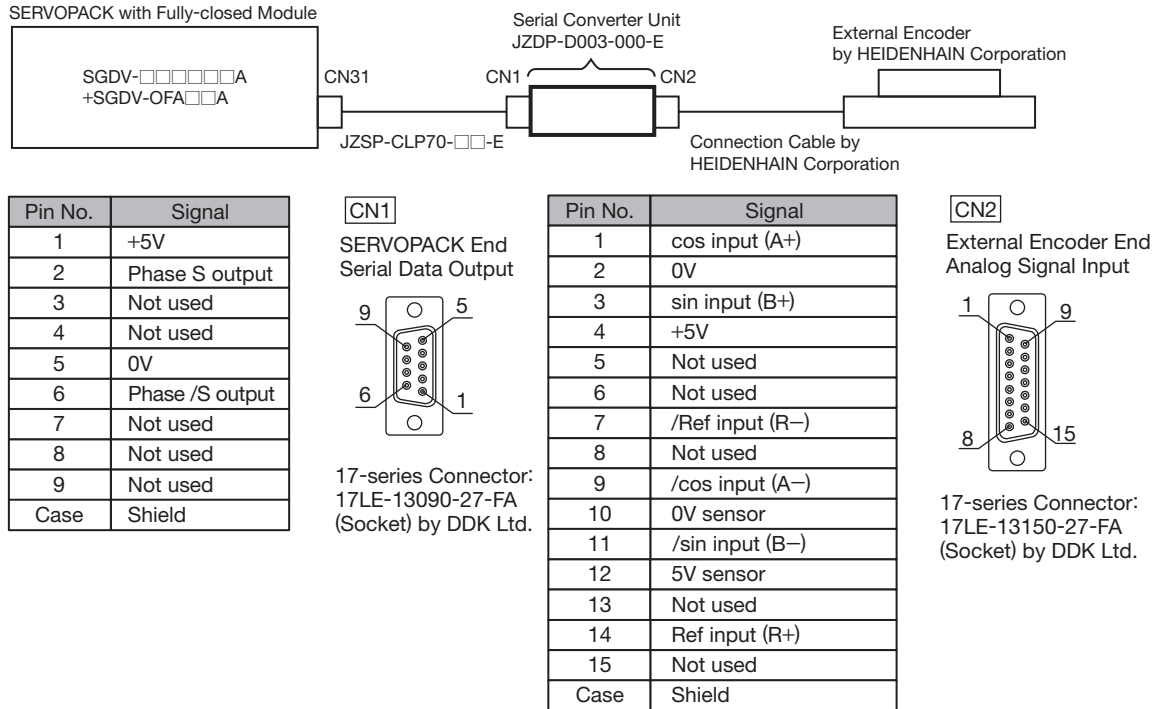 SERVOPACK with Fully-closed Module
Serial Converter Unit
JZDP-D003-000-E
External Encoder
by HEIDENHAIN Corporation
SGDV-□□□□□□A
+SGDV-OFA□□A
CN31
CN1
CN2
JZSP-CLP70-□□-E
Connection Cable by
HEIDENHAIN Corporation
Pin No. Signal
1 +5V
2 Phase S output
3 Not used
4 Not used
5 0V
6 Phase /S output
7 Not used
8 Not used
9 Not used
Case Shield
CN1
SERVOPACK End
Serial Data Output
9 5
6 1
17-series Connector:
17LE-13090-27-FA
(Socket) by DDK Ltd.
Pin No. Signal
1 cos input (A+)
2 0V
3 sin input (B+)
4 +5V
5 Not used
6 Not used
7 /Ref input (R−)
8 Not used
9 /cos input (A−)
10 0V sensor
11 /sin input (B−)
12 5V sensor
13 Not used
14 Ref input (R+)
15 Not used
Case Shield
CN2
External Encoder End
Analog Signal Input
1 9
8 15
17-series Connector:
17LE-13150-27-FA
(Socket) by DDK Ltd.